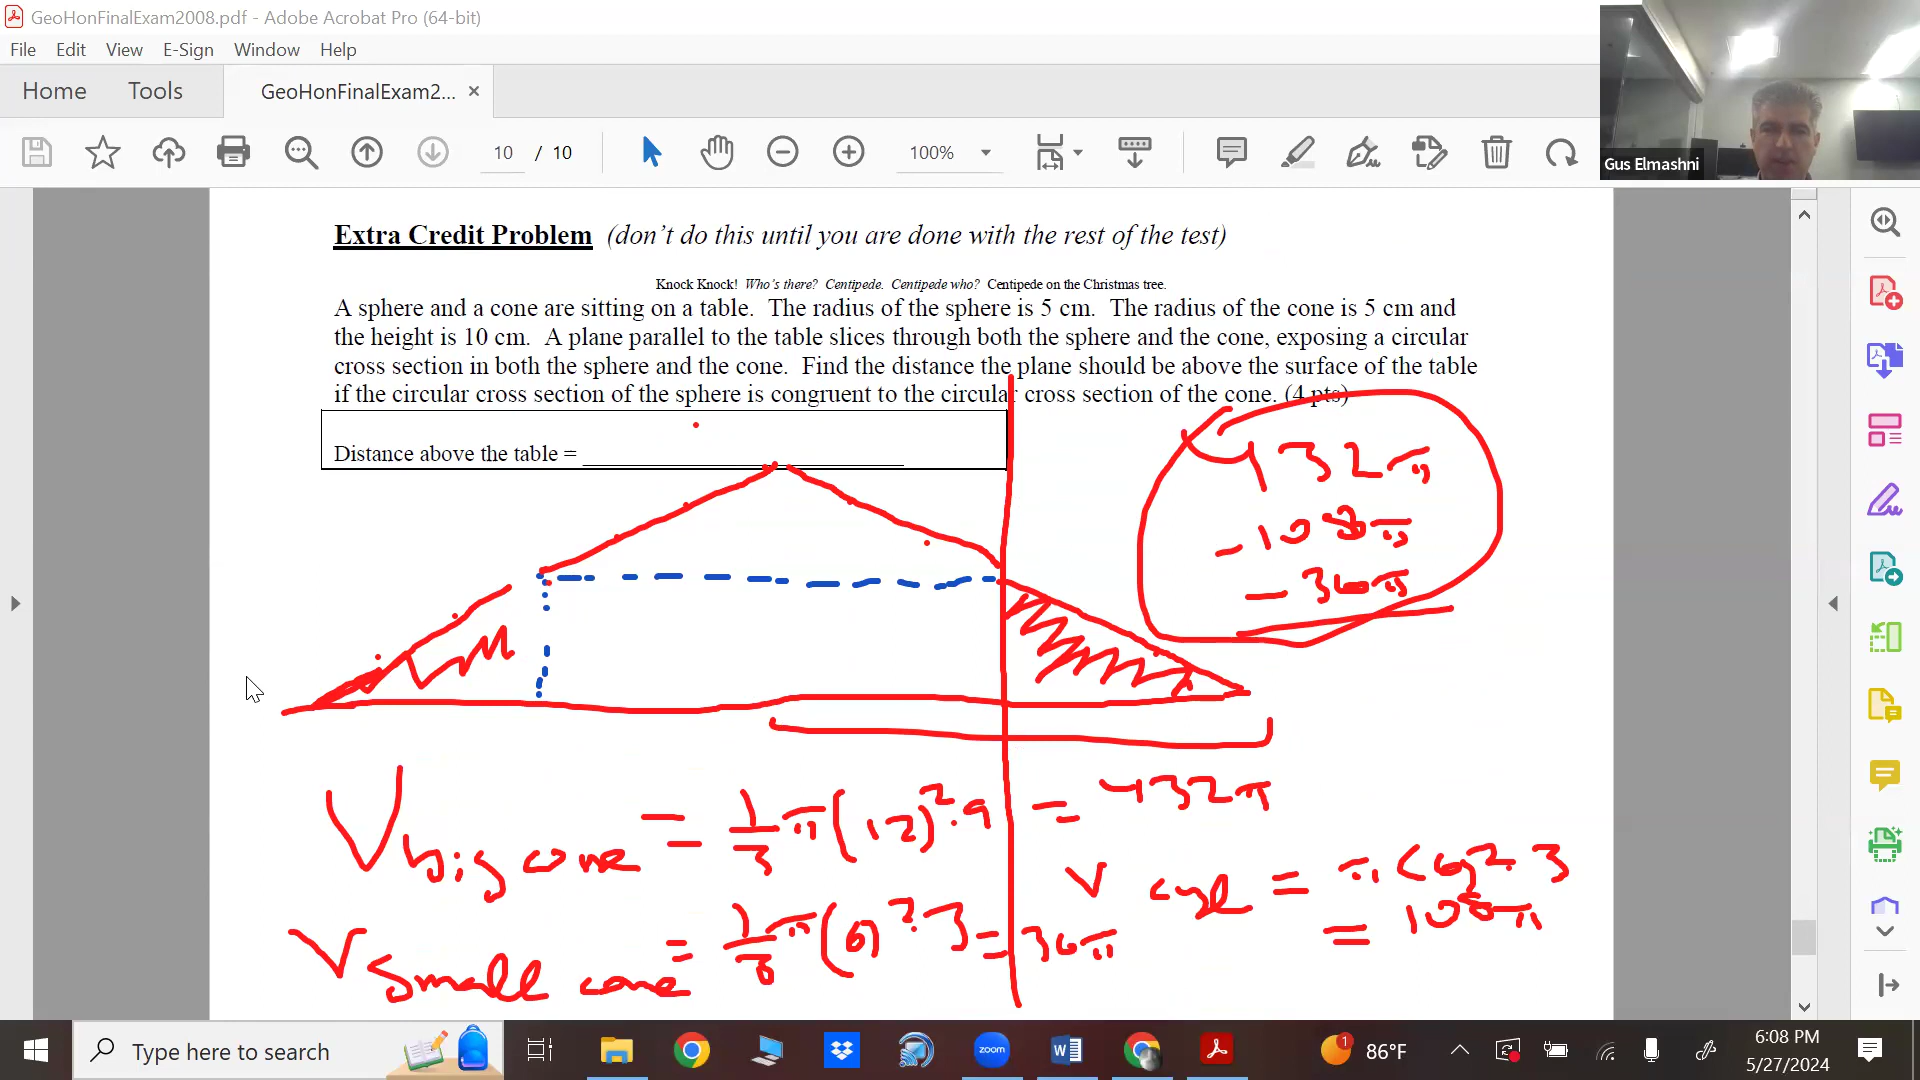 GeoHonFinalExam2008.pdf - Adobe Acrobat Pro (64-bit)
File Edit View E-Sign Window Help
Home Tools GeoHonFinalExam2... ×
10 / 10 100%
Gus Elmashni
Extra Credit Problem (don't do this until you are done with the rest of the test)
Knock Knock! Who's there? Centipede. Centipede who? Centipede on the Christmas tree.
A sphere and a cone are sitting on a table. The radius of the sphere is 5 cm. The radius of the cone is 5 cm and
the height is 10 cm. A plane parallel to the table slices through both the sphere and the cone, exposing a circular
cross section in both the sphere and the cone. Find the distance the plane should be above the surface of the table
if the circular cross section of the sphere is congruent to the circular cross section of the cone. (4 pts)
Distance above the table =
432π
- 108π
- 36π
V big cone = 1/3 π(12)²·9 = 432π
V cyl = π(6)²·3
= 108π
V small cone = 1/3 π(6)²·3 = 36π
Type here to search
zoom
1
86°F
6:08 PM
5/27/2024